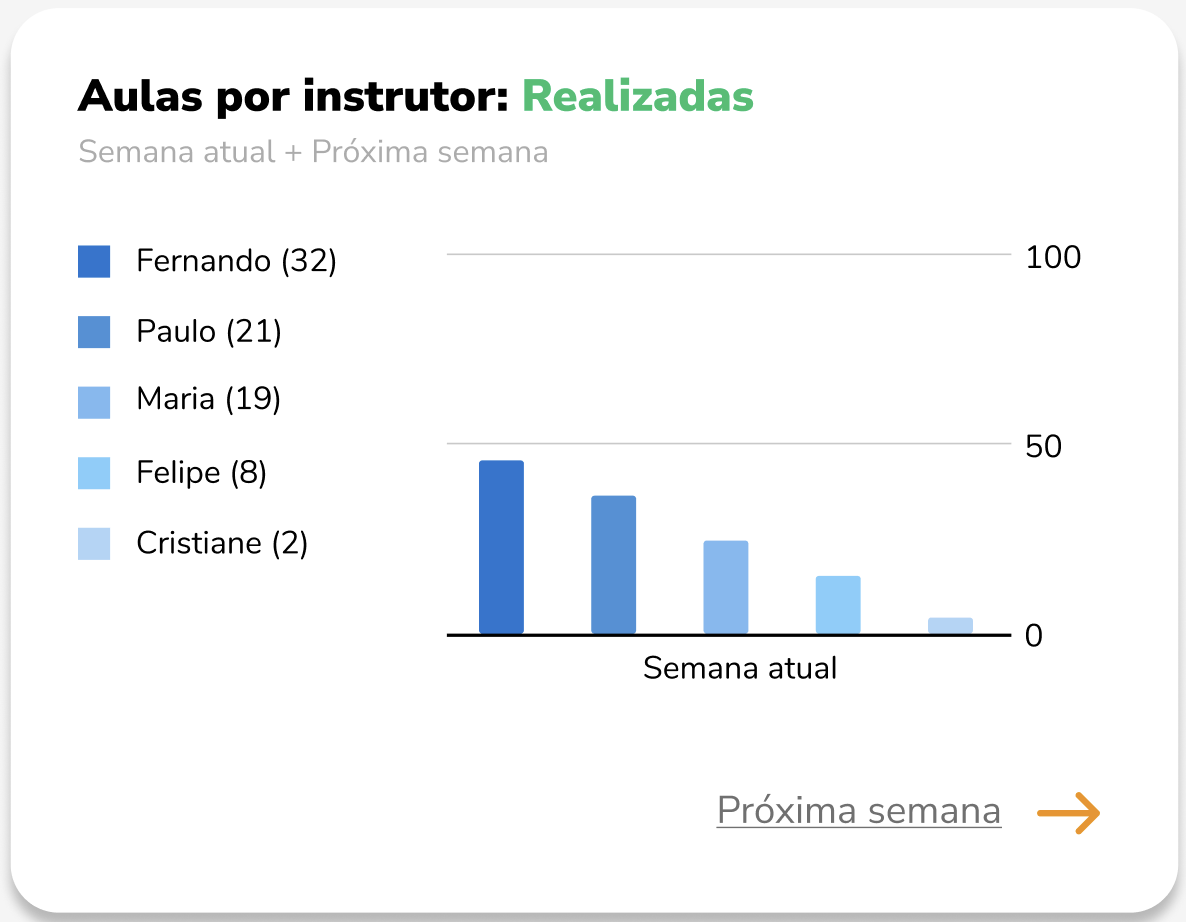 Aulas por instrutor: Realizadas
Semana atual + Próxima semana
Fernando (32)
Paulo (21)
Maria (19)
Felipe (8)
Cristiane (2)
100
50
0
Semana atual
Próxima semana